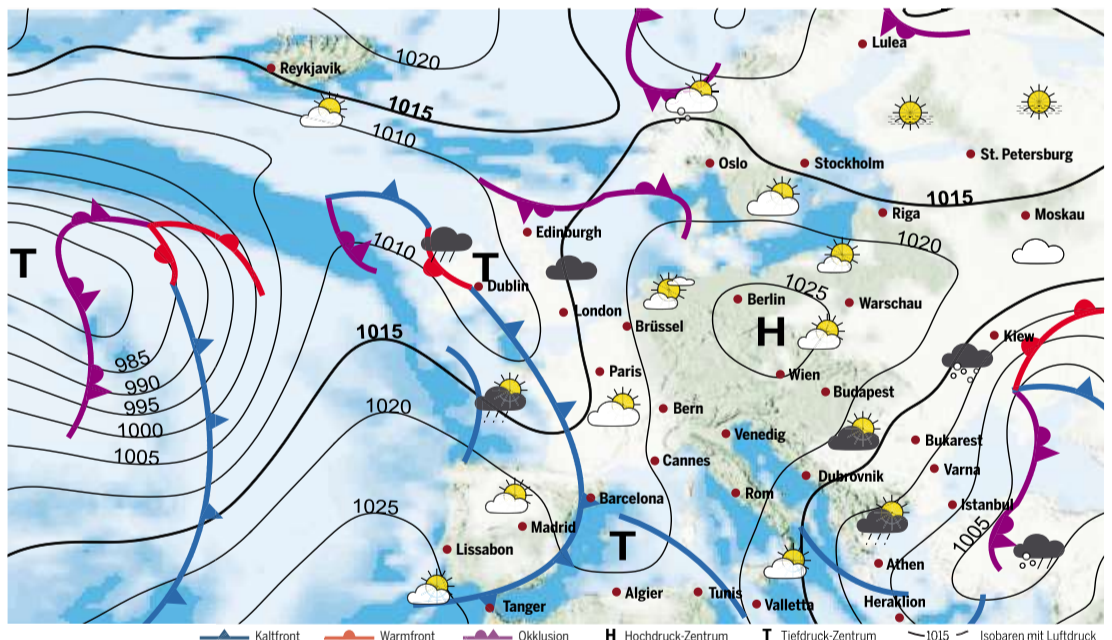 1020
Lulea
Reykjavik
1015
1010
Oslo
Stockholm
St. Petersburg
1015
Riga
Moskau
Edinburgh
T
1010
T
1020
Dublin
1025
Berlin
Warschau
London
Brüssel
H
Kiew
985
1015
990
Paris
Wien
995
Budapest
1020
Bern
1000
Venedig
Bukarest
1005
Cannes
Varna
Dubrovnik
Rom
Barcelona
1025
Istanbul
Madrid
1005
T
Lissabon
Athen
Algier
Tunis
Tanger
Valletta
Heraklion
Kaltfront Warmfront Okklusion H Hochdruck-Zentrum T Tiefdruck-Zentrum 1015 Isobaren mit Luftdruck